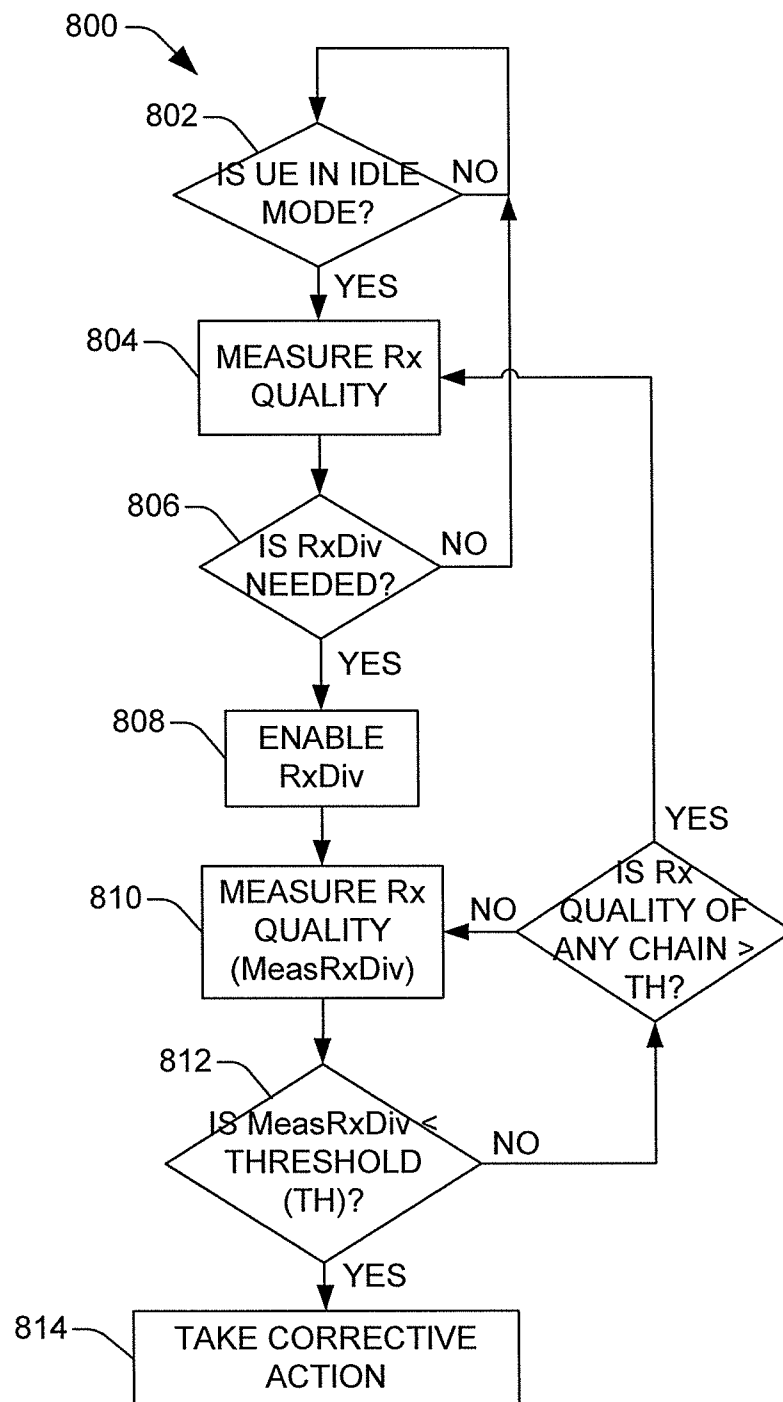 800
802
IS UE IN IDLE
MODE?
NO
YES
804
MEASURE Rx
QUALITY
806
IS RxDiv
NEEDED?
NO
YES
808
ENABLE
RxDiv
YES
810
MEASURE Rx
QUALITY
(MeasRxDiv)
NO
IS Rx
QUALITY OF
ANY CHAIN >
TH?
812
IS MeasRxDiv <
THRESHOLD
(TH)?
NO
YES
814
TAKE CORRECTIVE
ACTION